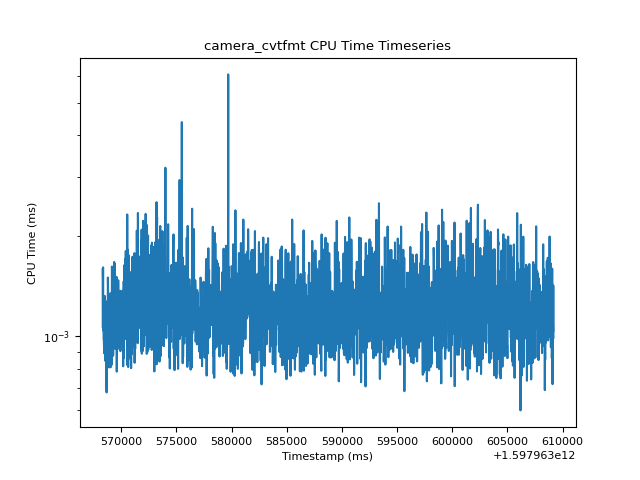 camera_cvtfmt CPU Time Timeseries
CPU Time (ms)
10⁻³
570000 575000 580000 585000 590000 595000 600000 605000 610000
Timestamp (ms)
+1.597963e12